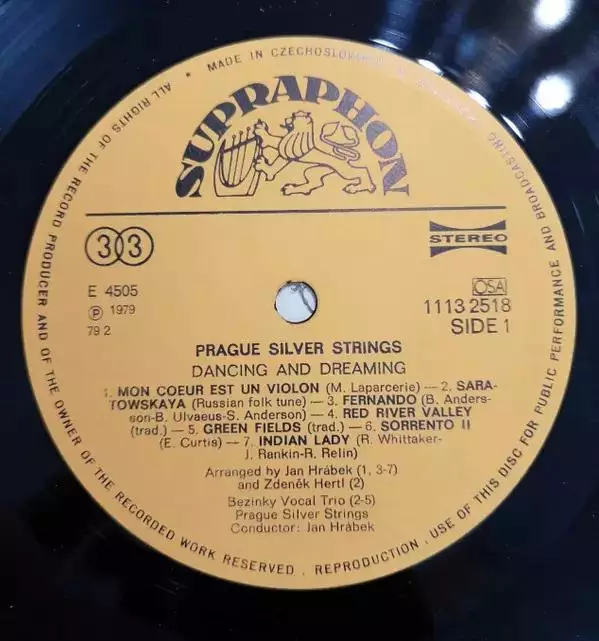 MADE IN CZECHOSLOVAKIA
SUPRAPHON
33
STEREO
E 4505
Ⓟ 1979
79 2
OSA
1113 2518
SIDE 1
PRAGUE SILVER STRINGS
DANCING AND DREAMING
1. MON COEUR EST UN VIOLON (M. Laparcerie) — 2. SARA-
TOWSKAYA (Russian folk tune) — 3. FERNANDO (B. Anders-
son-B. Ulvaeus-S. Anderson) — 4. RED RIVER VALLEY
(trad.) — 5. GREEN FIELDS (trad.) — 6. SORRENTO II
(E. Curtis) — 7. INDIAN LADY (R. Whittaker-
J. Rankin-R. Relin)
Arranged by Jan Hrábek (1, 3-7)
and Zdeněk Hertl (2)
Bezinky Vocal Trio (2-5)
Prague Silver Strings
Conductor: Jan Hrábek
ALL RIGHTS OF THE RECORD PRODUCER AND OF THE OWNER OF THE RECORDED WORK RESERVED . REPRODUCTION . USE OF THIS DISC FOR PUBLIC PERFORMANCE AND BROADCASTING